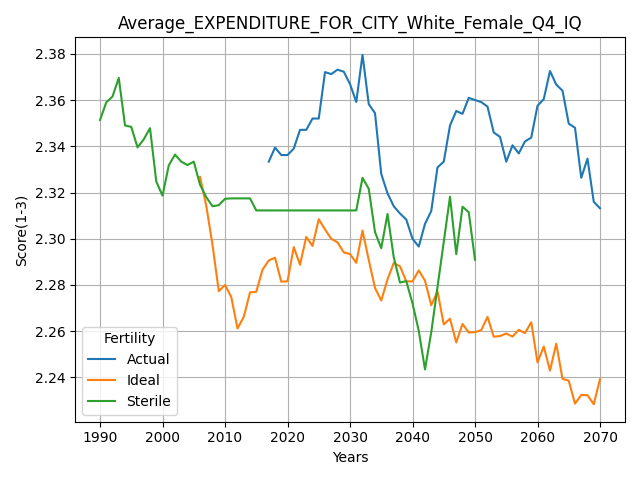 Average_EXPENDITURE_FOR_CITY_White_Female_Q4_IQ
Score(1-3)
2.38
2.36
2.34
2.32
2.30
2.28
2.26
2.24
Fertility
Actual
Ideal
Sterile
1990 2000 2010 2020 2030 2040 2050 2060 2070
Years